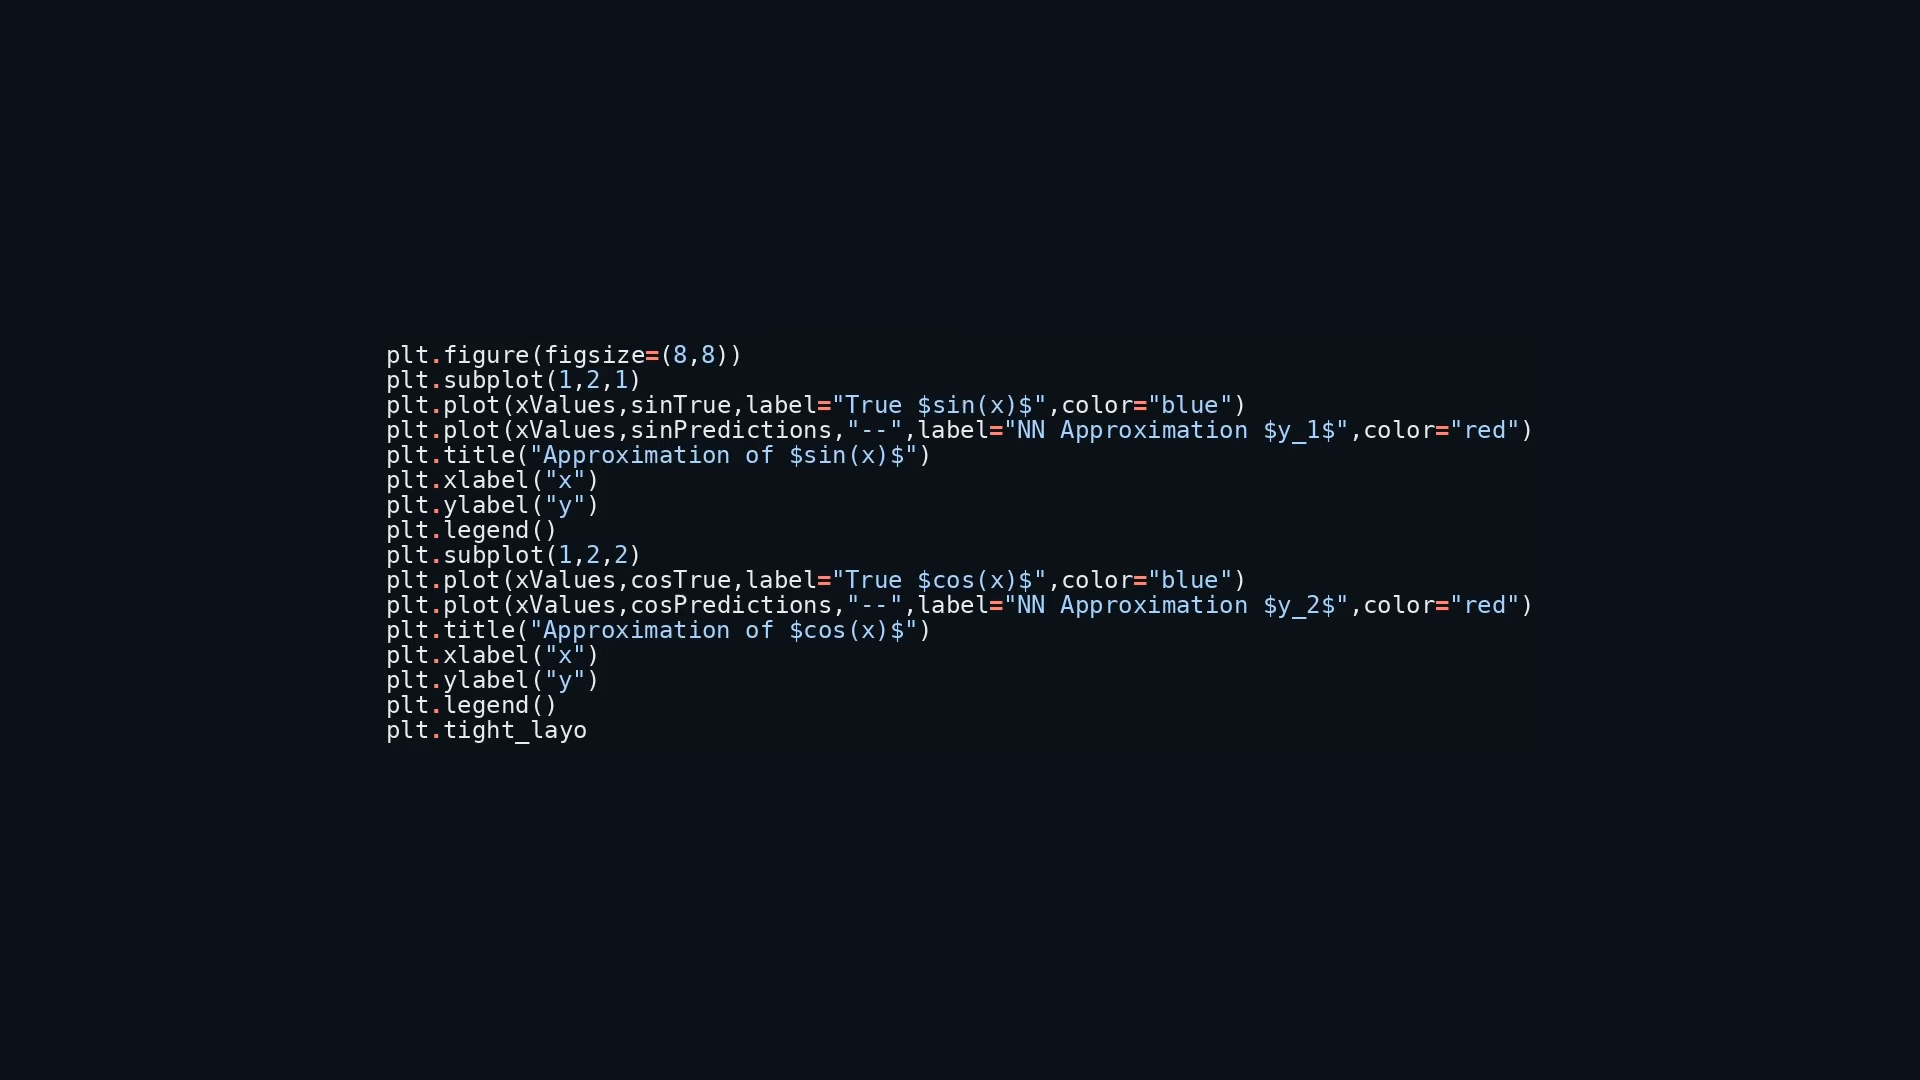 plt.figure(figsize=(8,8))
plt.subplot(1,2,1)
plt.plot(xValues,sinTrue,label="True $sin(x)$",color="blue")
plt.plot(xValues,sinPredictions,"--",label="NN Approximation $y_1$",color="red")
plt.title("Approximation of $sin(x)$")
plt.xlabel("x")
plt.ylabel("y")
plt.legend()
plt.subplot(1,2,2)
plt.plot(xValues,cosTrue,label="True $cos(x)$",color="blue")
plt.plot(xValues,cosPredictions,"--",label="NN Approximation $y_2$",color="red")
plt.title("Approximation of $cos(x)$")
plt.xlabel("x")
plt.ylabel("y")
plt.legend()
plt.tight_layo